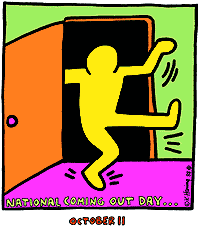 NATIONAL COMING OUT DAY...
OCTOBER 11